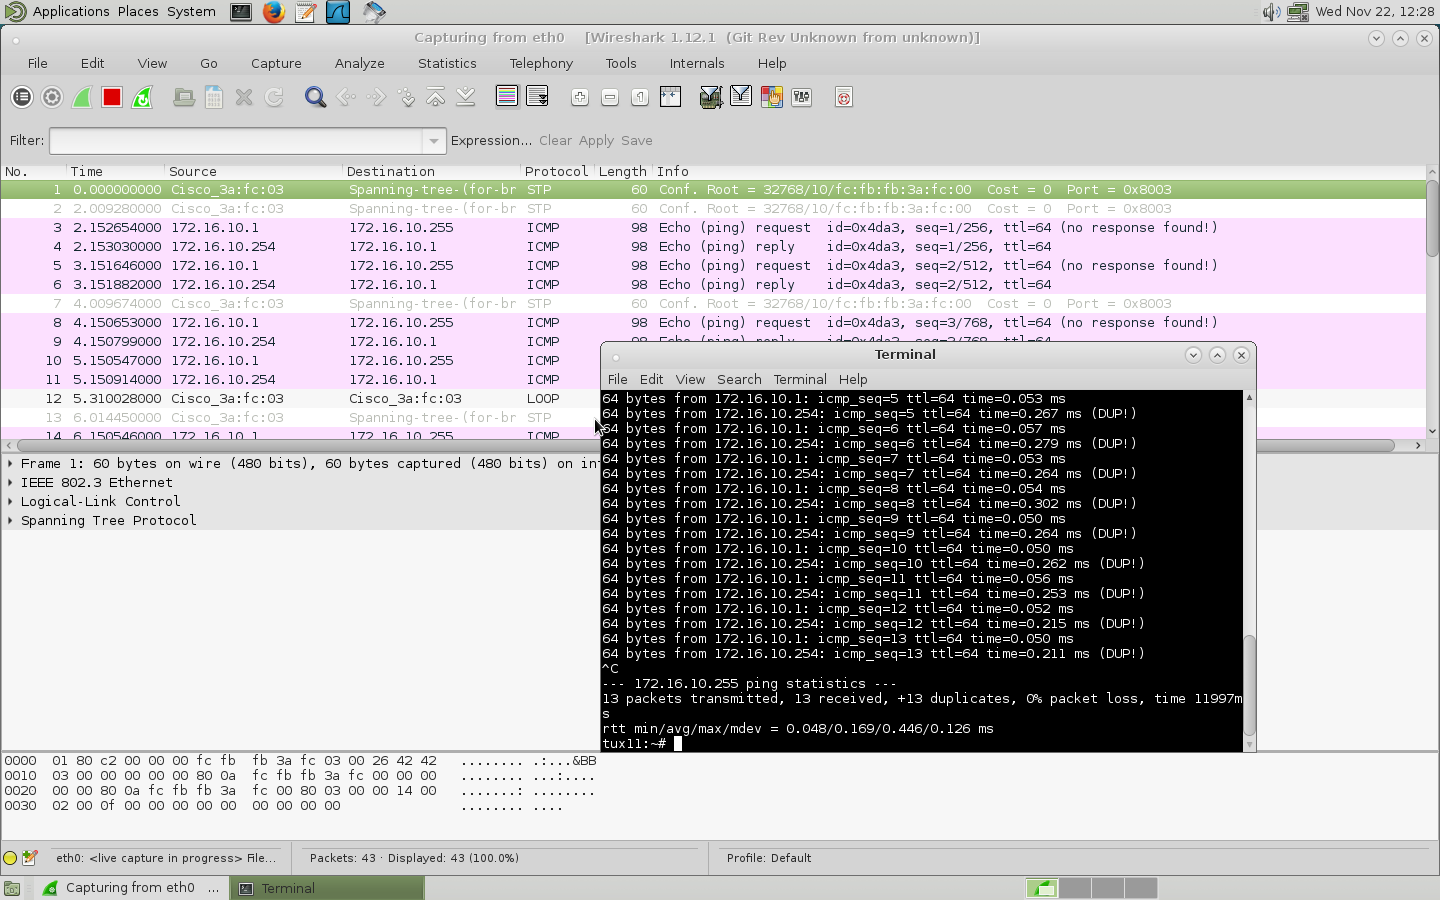 Applications Places System Wed Nov 22, 12:28
Capturing from eth0 [Wireshark 1.12.1 (Git Rev Unknown from unknown)]
File Edit View Go Capture Analyze Statistics Telephony Tools Internals Help
Filter: Expression... Clear Apply Save
No. Time Source Destination Protocol Length Info
1 0.000000000 Cisco_3a:fc:03 Spanning-tree-(for-br STP 60 Conf. Root = 32768/10/fc:fb:fb:3a:fc:00 Cost = 0 Port = 0x8003
2 2.009280000 Cisco_3a:fc:03 Spanning-tree-(for-br STP 60 Conf. Root = 32768/10/fc:fb:fb:3a:fc:00 Cost = 0 Port = 0x8003
3 2.152654000 172.16.10.1 172.16.10.255 ICMP 98 Echo (ping) request id=0x4da3, seq=1/256, ttl=64 (no response found!)
4 2.153030000 172.16.10.254 172.16.10.1 ICMP 98 Echo (ping) reply id=0x4da3, seq=1/256, ttl=64
5 3.151646000 172.16.10.1 172.16.10.255 ICMP 98 Echo (ping) request id=0x4da3, seq=2/512, ttl=64 (no response found!)
6 3.151882000 172.16.10.254 172.16.10.1 ICMP 98 Echo (ping) reply id=0x4da3, seq=2/512, ttl=64
7 4.009674000 Cisco_3a:fc:03 Spanning-tree-(for-br STP 60 Conf. Root = 32768/10/fc:fb:fb:3a:fc:00 Cost = 0 Port = 0x8003
8 4.150653000 172.16.10.1 172.16.10.255 ICMP 98 Echo (ping) request id=0x4da3, seq=3/768, ttl=64 (no response found!)
9 4.150799000 172.16.10.254 172.16.10.1 ICMP
10 5.150547000 172.16.10.1 172.16.10.255 ICMP
11 5.150914000 172.16.10.254 172.16.10.1 ICMP
12 5.310028000 Cisco_3a:fc:03 Cisco_3a:fc:03 LOOP
13 6.014450000 Cisco_3a:fc:03 Spanning-tree-(for-br STP
14 6.150546000 172.16.10.1 172.16.10.255 ICMP
Frame 1: 60 bytes on wire (480 bits), 60 bytes captured (480 bits) on int
IEEE 802.3 Ethernet
Logical-Link Control
Spanning Tree Protocol
Terminal
File Edit View Search Terminal Help
64 bytes from 172.16.10.1: icmp_seq=5 ttl=64 time=0.053 ms
64 bytes from 172.16.10.254: icmp_seq=5 ttl=64 time=0.267 ms (DUP!)
64 bytes from 172.16.10.1: icmp_seq=6 ttl=64 time=0.057 ms
64 bytes from 172.16.10.254: icmp_seq=6 ttl=64 time=0.279 ms (DUP!)
64 bytes from 172.16.10.1: icmp_seq=7 ttl=64 time=0.053 ms
64 bytes from 172.16.10.254: icmp_seq=7 ttl=64 time=0.264 ms (DUP!)
64 bytes from 172.16.10.1: icmp_seq=8 ttl=64 time=0.054 ms
64 bytes from 172.16.10.254: icmp_seq=8 ttl=64 time=0.302 ms (DUP!)
64 bytes from 172.16.10.1: icmp_seq=9 ttl=64 time=0.050 ms
64 bytes from 172.16.10.254: icmp_seq=9 ttl=64 time=0.264 ms (DUP!)
64 bytes from 172.16.10.1: icmp_seq=10 ttl=64 time=0.050 ms
64 bytes from 172.16.10.254: icmp_seq=10 ttl=64 time=0.262 ms (DUP!)
64 bytes from 172.16.10.1: icmp_seq=11 ttl=64 time=0.056 ms
64 bytes from 172.16.10.254: icmp_seq=11 ttl=64 time=0.253 ms (DUP!)
64 bytes from 172.16.10.1: icmp_seq=12 ttl=64 time=0.052 ms
64 bytes from 172.16.10.254: icmp_seq=12 ttl=64 time=0.215 ms (DUP!)
64 bytes from 172.16.10.1: icmp_seq=13 ttl=64 time=0.050 ms
64 bytes from 172.16.10.254: icmp_seq=13 ttl=64 time=0.211 ms (DUP!)
^C
--- 172.16.10.255 ping statistics ---
13 packets transmitted, 13 received, +13 duplicates, 0% packet loss, time 11997m
s
rtt min/avg/max/mdev = 0.048/0.169/0.446/0.126 ms
tux11:~#
0000 01 80 c2 00 00 00 fc fb fb 3a fc 03 00 26 42 42 ........ .:...&BB
0010 03 00 00 00 00 00 80 0a fc fb fb 3a fc 00 00 00 ........ ...:....
0020 00 00 80 0a fc fb fb 3a fc 00 80 03 00 00 14 00 .......: ........
0030 02 00 0f 00 00 00 00 00 00 00 00 00 ........ ....
eth0: <live capture in progress> File... Packets: 43 · Displayed: 43 (100.0%) Profile: Default
Capturing from eth0 ... Terminal